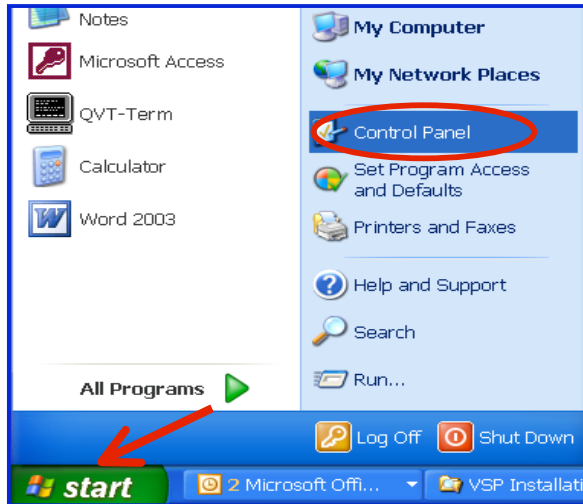 Notes
Microsoft Access
QVT-Term
Calculator
Word 2003
All Programs
My Computer
My Network Places
Control Panel
Set Program Access
and Defaults
Printers and Faxes
Help and Support
Search
Run...
Log Off
Shut Down
start
2 Microsoft Offi...
VSP Installati